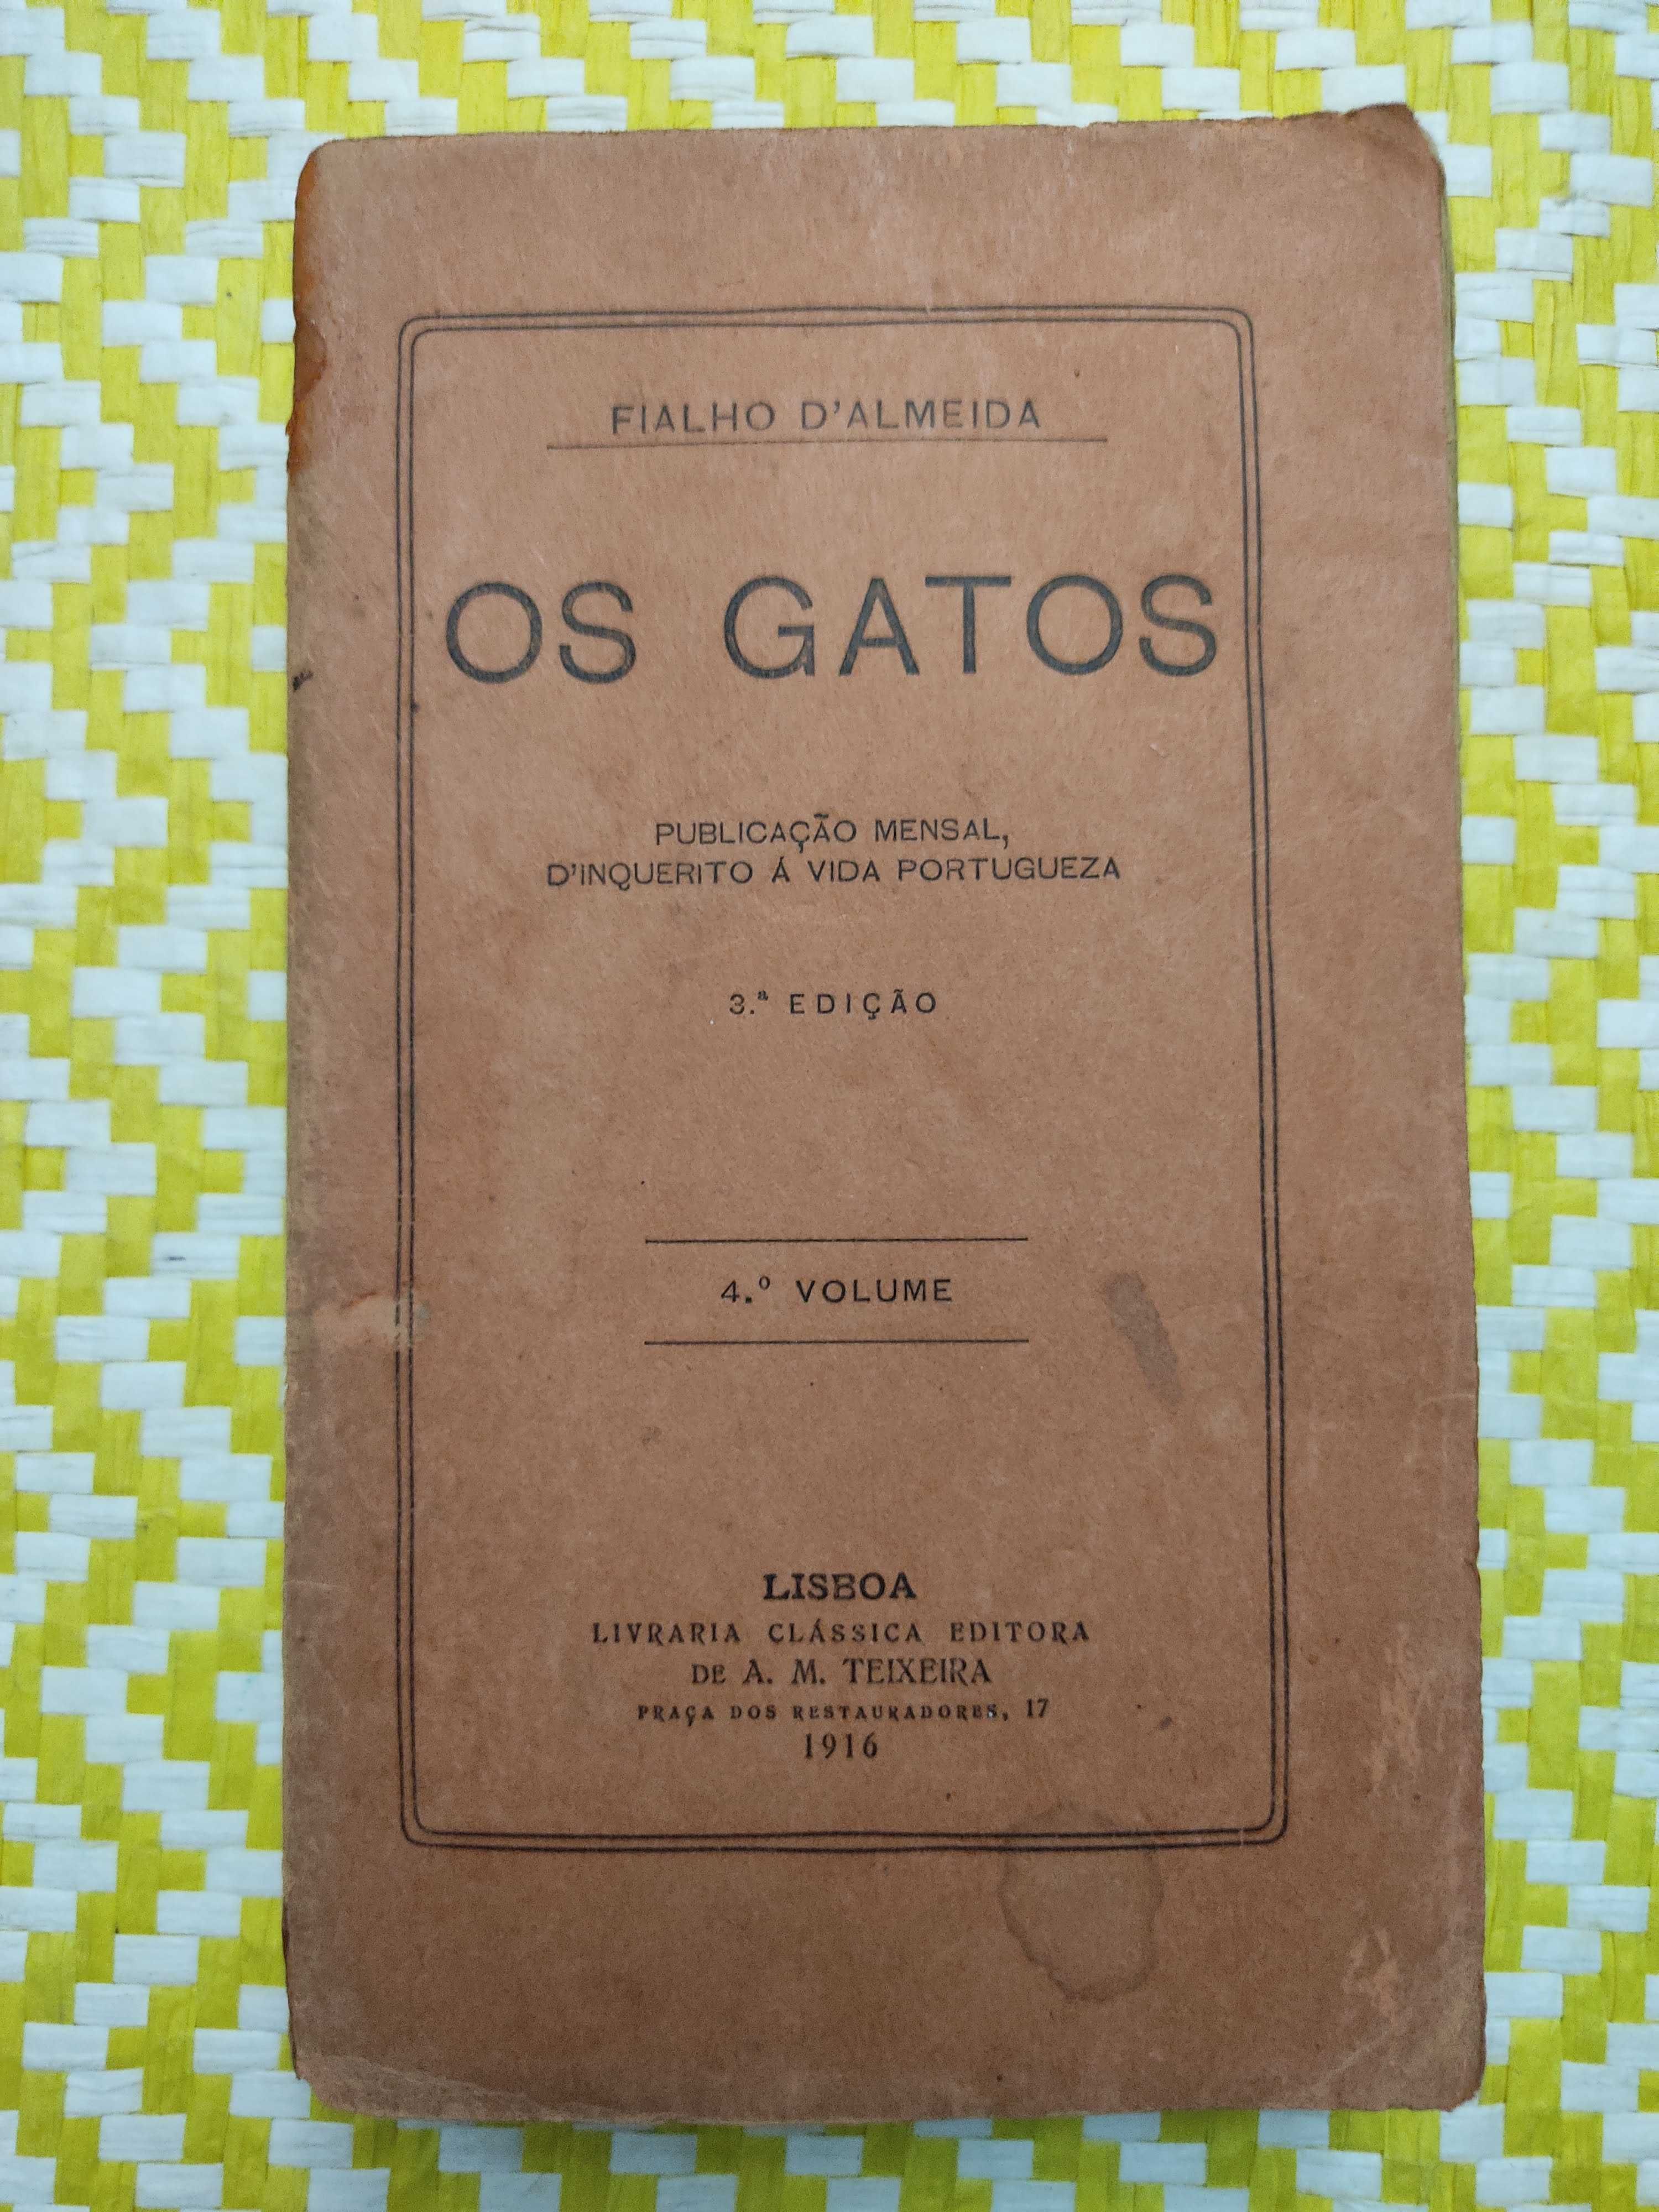 FIALHO D'ALMEIDA
OS GATOS
PUBLICAÇÃO MENSAL,
D'INQUERITO Á VIDA PORTUGUEZA
3.ª EDIÇÃO
4.º VOLUME
LISBOA
LIVRARIA CLÁSSICA EDITORA
DE A. M. TEIXEIRA
PRAÇA DOS RESTAURADORES, 17
1916